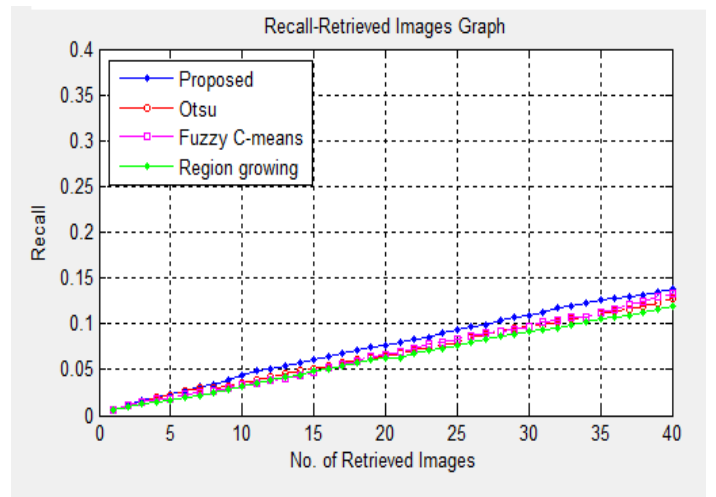 Recall-Retrieved Images Graph
0.4
0.35
0.3
0.25
0.2
0.15
0.1
0.05
0
Recall
Proposed
Otsu
Fuzzy C-means
Region growing
0 5 10 15 20 25 30 35 40
No. of Retrieved Images